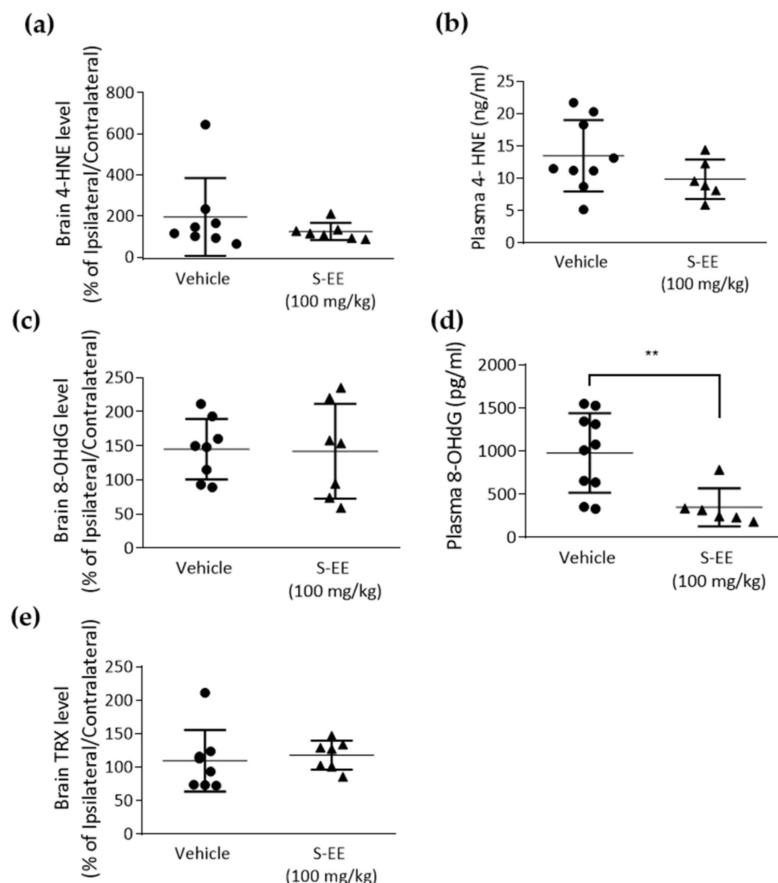 (a)
Brain 4-HNE level
(% of Ipsilateral/Contralateral)
800
600
400
200
0
Vehicle
S-EE
(100 mg/kg)
(b)
Plasma 4- HNE (ng/ml)
25
20
15
10
5
0
Vehicle
S-EE
(100 mg/kg)
(c)
Brain 8-OHdG level
(% of Ipsilateral/Contralateral)
250
200
150
100
50
0
Vehicle
S-EE
(100 mg/kg)
(d)
Plasma 8-OHdG (pg/ml)
2000
1500
1000
500
0
**
Vehicle
S-EE
(100 mg/kg)
(e)
Brain TRX level
(% of Ipsilateral/Contralateral)
250
200
150
100
50
0
Vehicle
S-EE
(100 mg/kg)